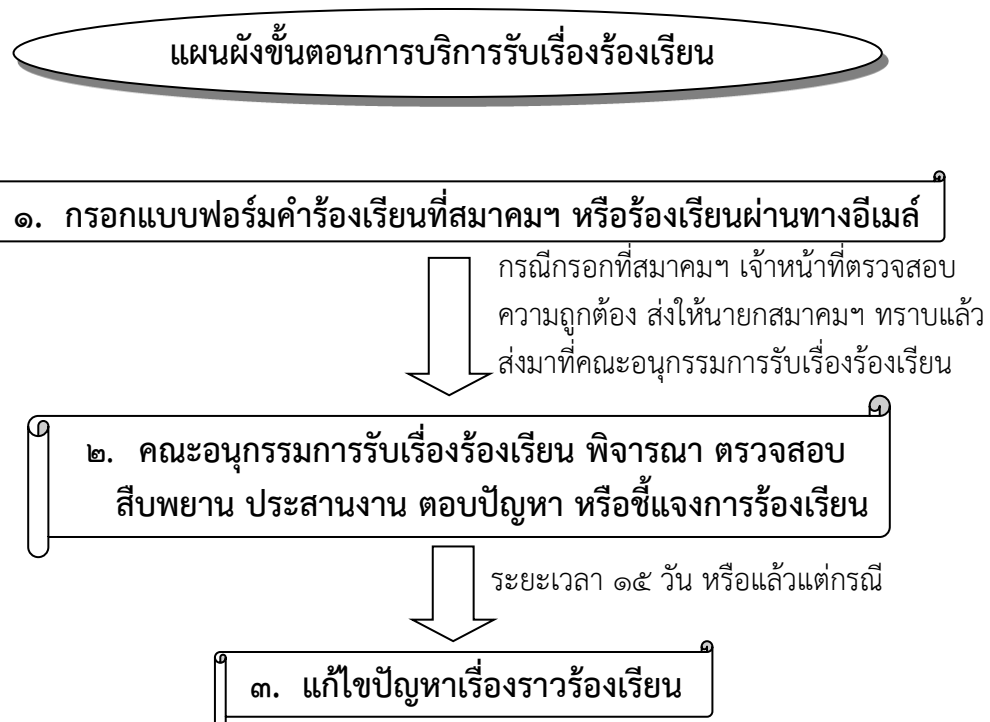 แผนผังขั้นตอนการบริการรับเรื่องร้องเรียน
๑. กรอกแบบฟอร์มคำร้องเรียนที่สมาคมฯ หรือร้องเรียนผ่านทางอีเมล์
กรณีกรอกที่สมาคมฯ เจ้าหน้าที่ตรวจสอบ
ความถูกต้อง ส่งให้นายกสมาคมฯ ทราบแล้ว
ส่งมาที่คณะอนุกรรมการรับเรื่องร้องเรียน
๒. คณะอนุกรรมการรับเรื่องร้องเรียน พิจารณา ตรวจสอบ
สืบพยาน ประสานงาน ตอบปัญหา หรือชี้แจงการร้องเรียน
ระยะเวลา ๑๕ วัน หรือแล้วแต่กรณี
๓. แก้ไขปัญหาเรื่องราวร้องเรียน